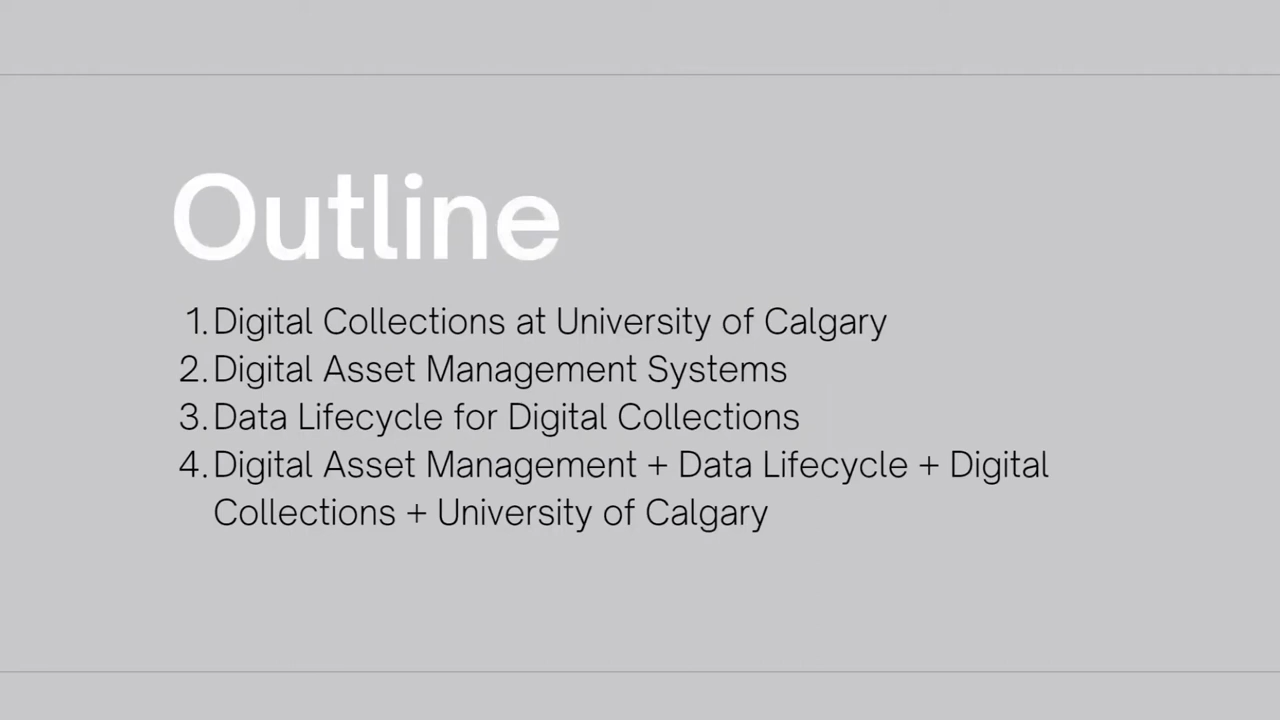 Outline
1. Digital Collections at University of Calgary
2. Digital Asset Management Systems
3. Data Lifecycle for Digital Collections
4. Digital Asset Management + Data Lifecycle + Digital
Collections + University of Calgary